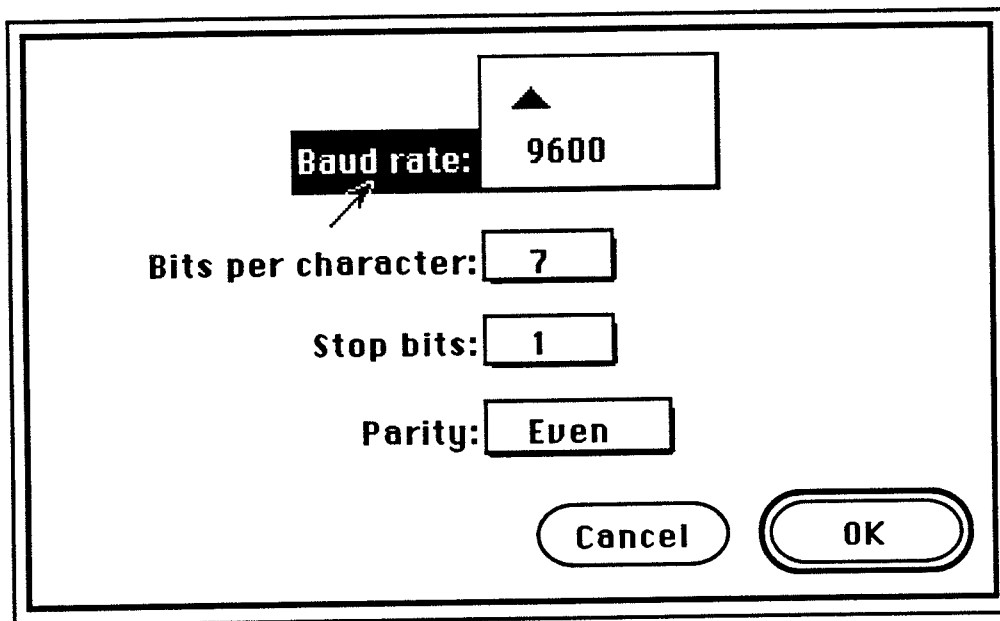 Baud rate: 9600
Bits per character: 7
Stop bits: 1
Parity: Even
Cancel OK